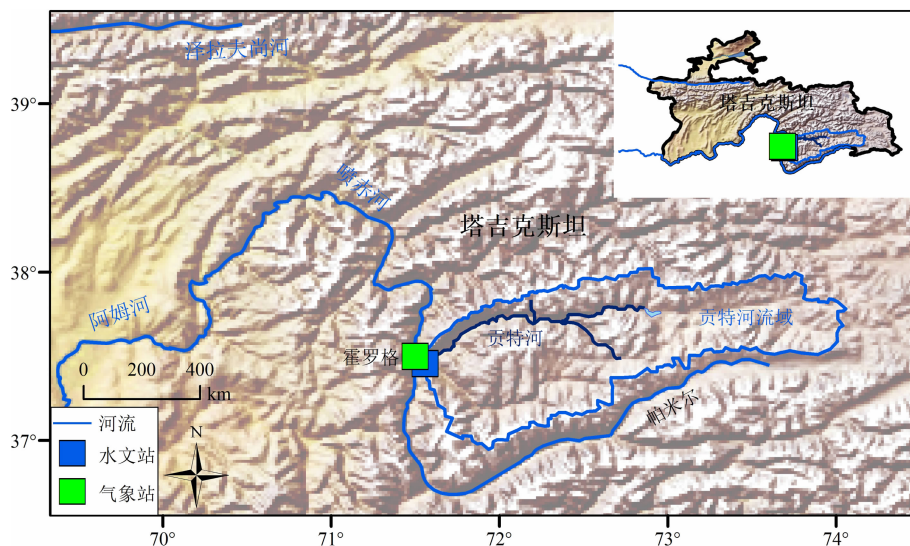 泽拉夫尚河
塔吉克斯坦
39°
喷赤河
塔吉克斯坦
38°
阿姆河
贡特河流域
贡特河
霍罗格
0 200 400
km
帕米尔
河流
37°
水文站
N
气象站
70° 71° 72° 73° 74°